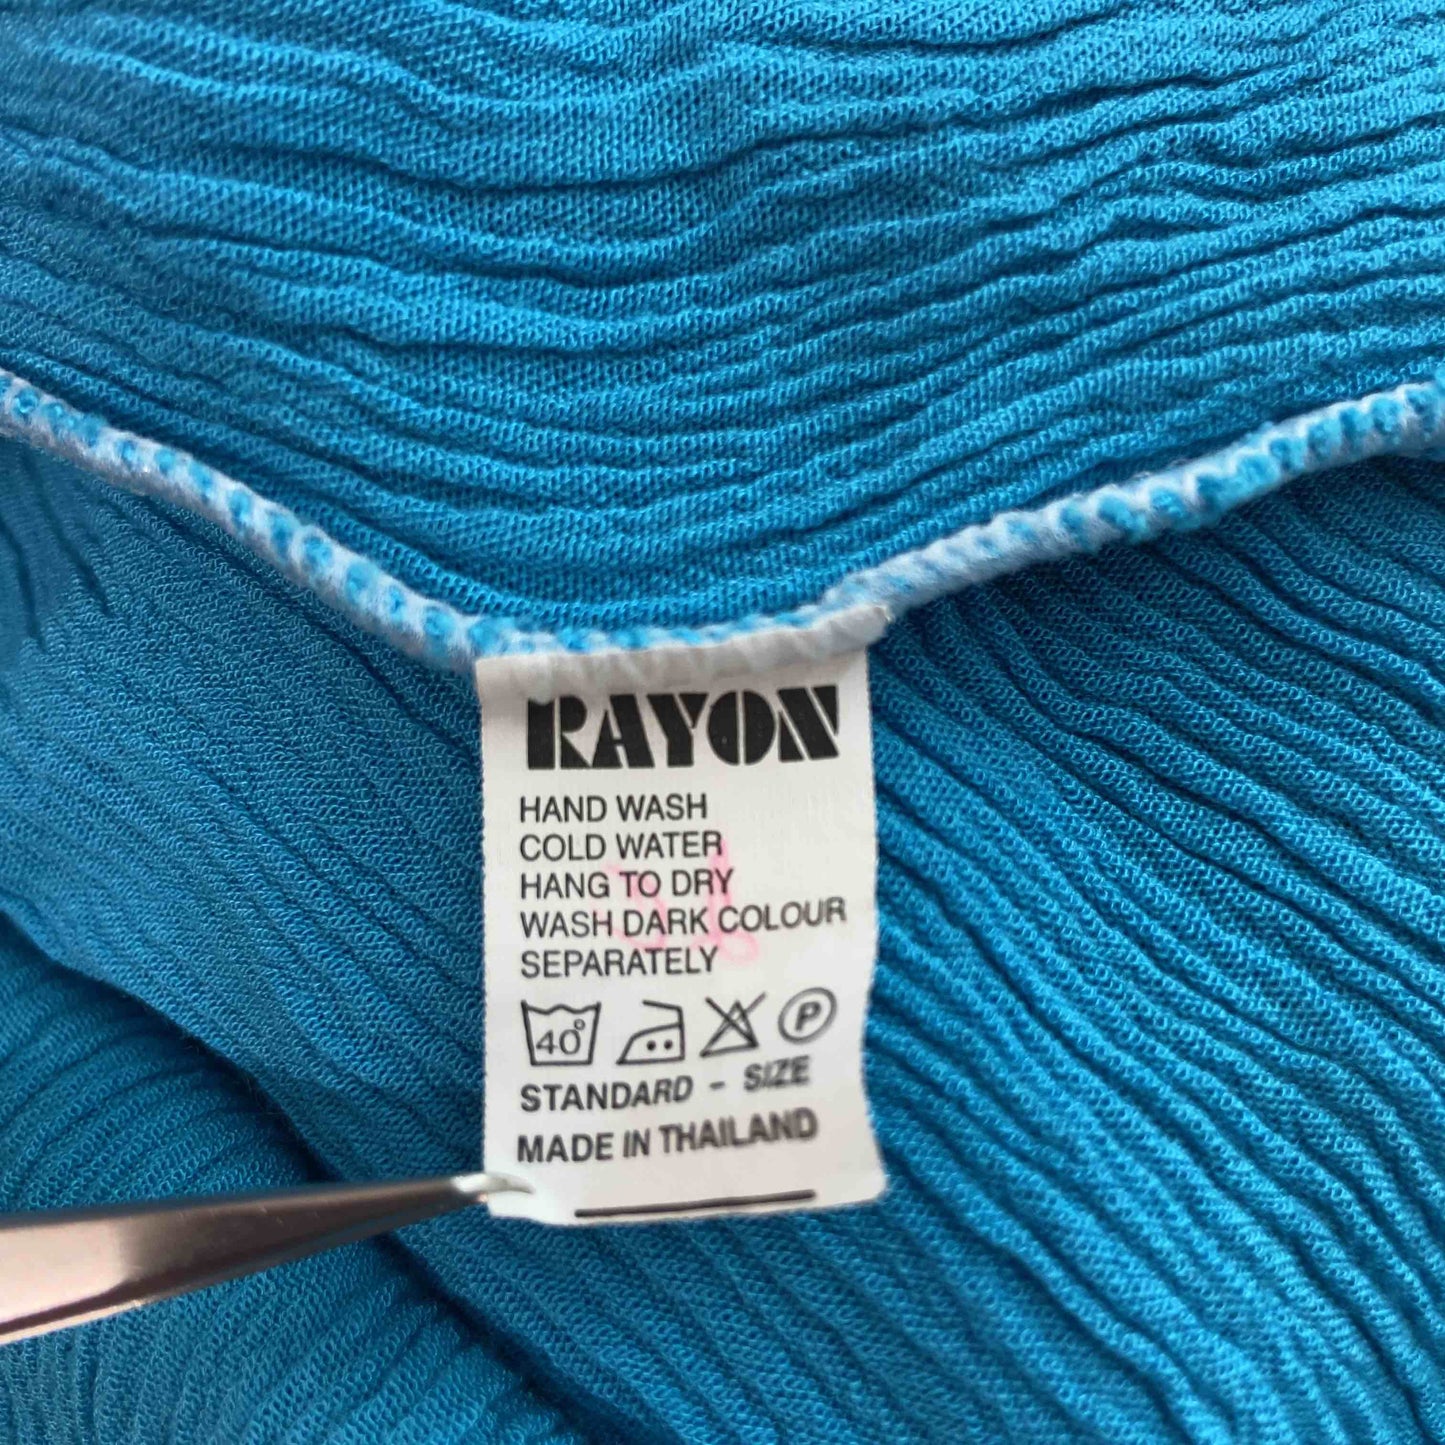 RAYON
HAND WASH
COLD WATER
HANG TO DRY
WASH DARK COLOUR
SEPARATELY
40° P
STANDARD - SIZE
MADE IN THAILAND